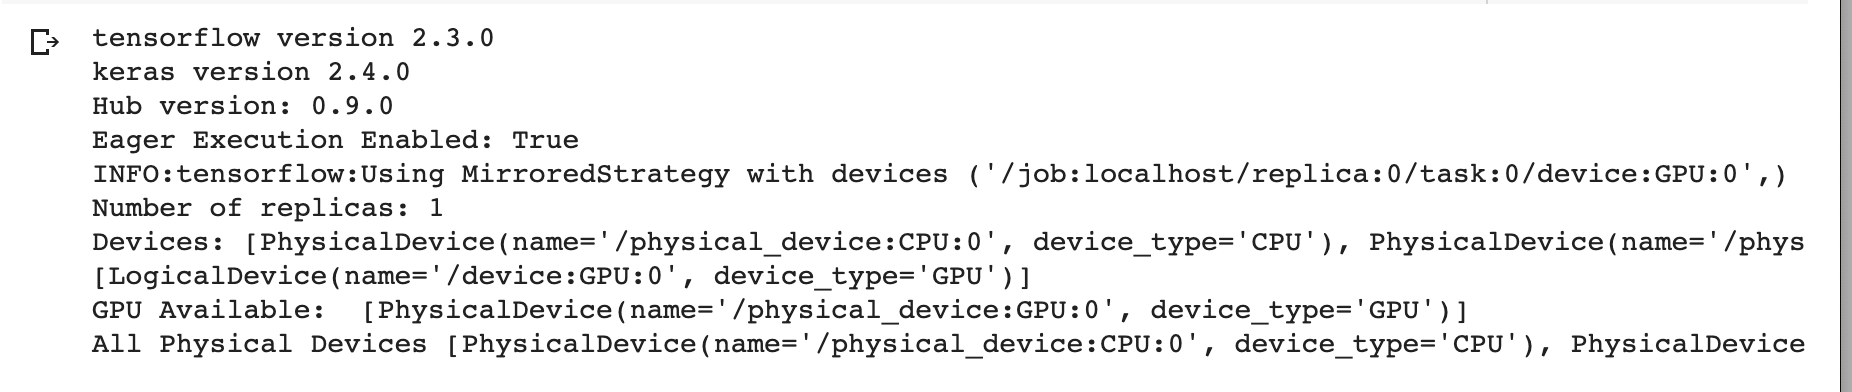 tensorflow version 2.3.0
keras version 2.4.0
Hub version: 0.9.0
Eager Execution Enabled: True
INFO:tensorflow:Using MirroredStrategy with devices ('/job:localhost/replica:0/task:0/device:GPU:0',)
Number of replicas: 1
Devices: [PhysicalDevice(name='/physical_device:CPU:0', device_type='CPU'), PhysicalDevice(name='/phys
[LogicalDevice(name='/device:GPU:0', device_type='GPU')]
GPU Available:  [PhysicalDevice(name='/physical_device:GPU:0', device_type='GPU')]
All Physical Devices [PhysicalDevice(name='/physical_device:CPU:0', device_type='CPU'), PhysicalDevice